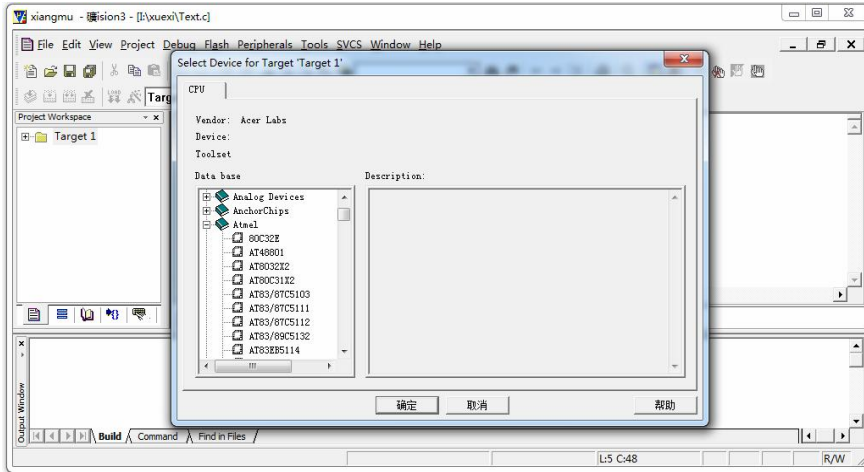 xiangmu - 礦ision3 - [I:\xuexi\Text.c]
File Edit View Project Debug Flash Peripherals Tools SVCS Window Help
Select Device for Target 'Target 1'
Targ
CPU
Project Workspace
Target 1
Vendor: Acer Labs
Device:
Toolset
Data base
Description:
Analog Devices
AnchorChips
Atmel
80C32E
AT48801
AT8032X2
AT80C31X2
AT83/87C5103
AT83/87C5111
AT83/87C5112
AT83/89C5132
AT83EB5114
确定
取消
帮助
Output Window
Build
Command
Find in Files
L:5 C:48
R/W